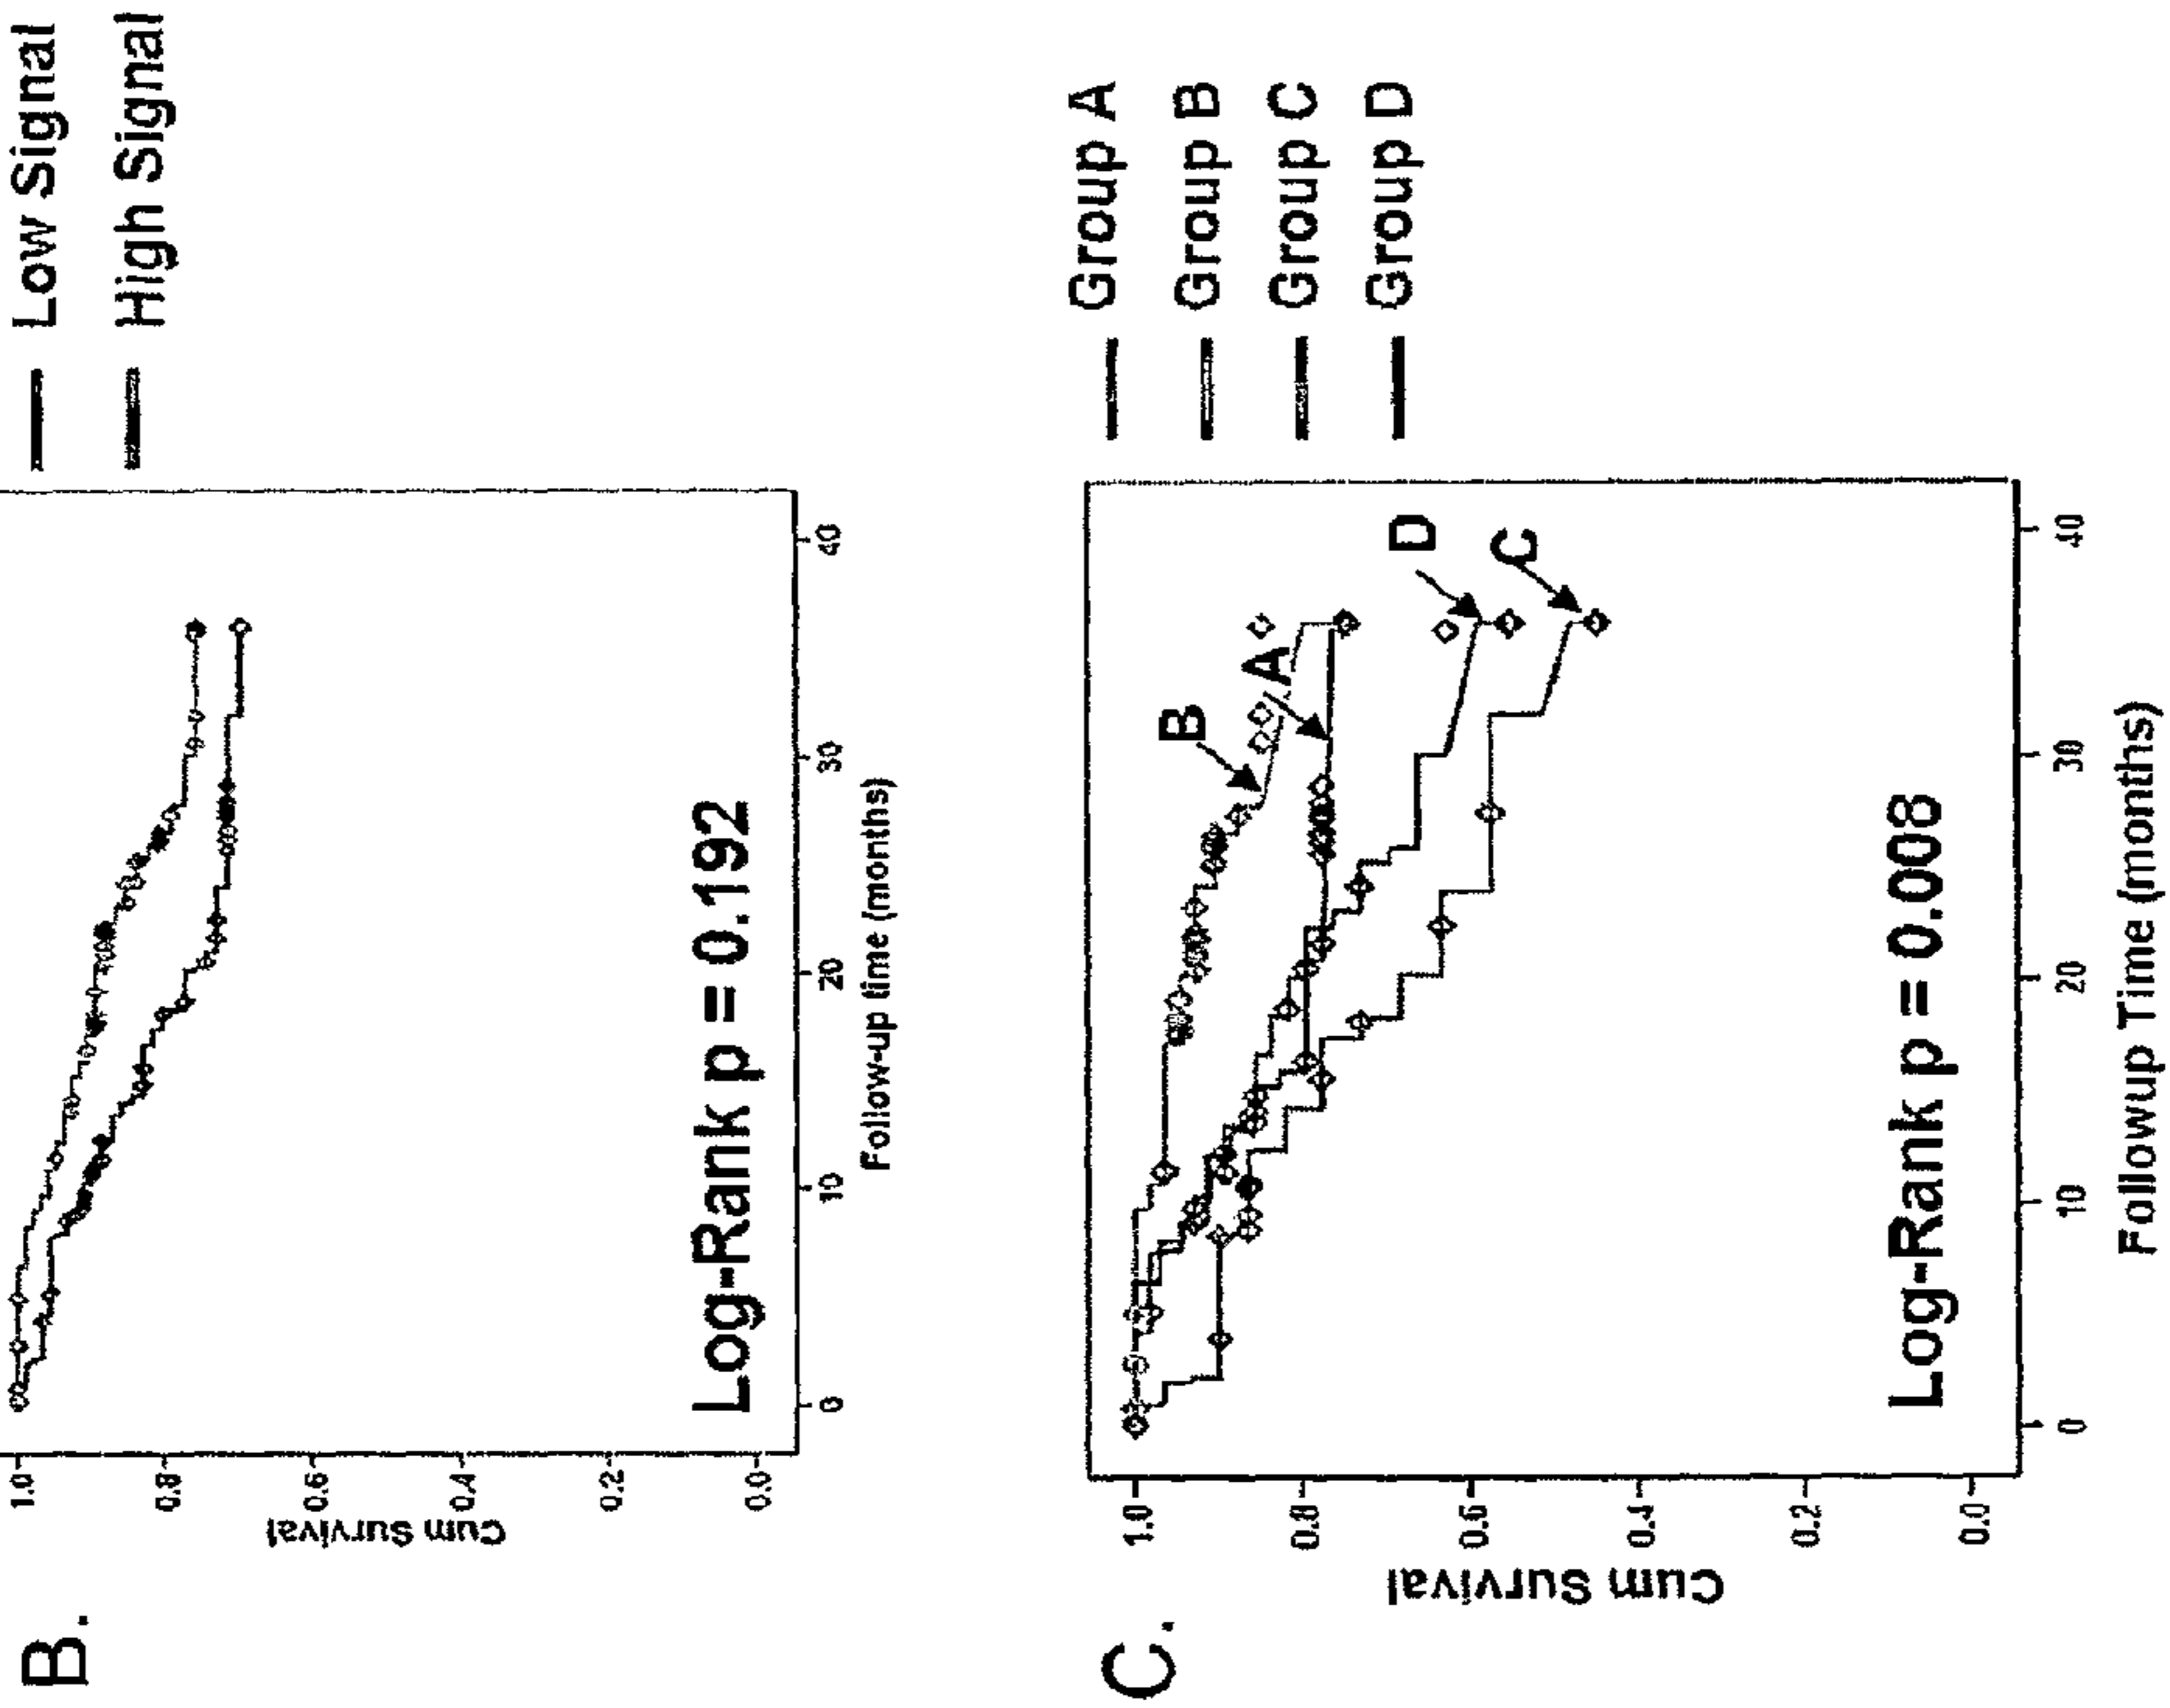 B.
Low Signal
High Signal
Cum Survival
1.0
0.8
0.6
0.4
0.2
0.0
Log-Rank p = 0.192
0 10 20 30 40
Follow-up time (months)
C.
Group A
Group B
Group C
Group D
Cum Survival
1.0
0.8
0.6
0.4
0.2
0.0
B
A
D
C
Log-Rank p = 0.008
0 10 20 30 40
Followup Time (months)